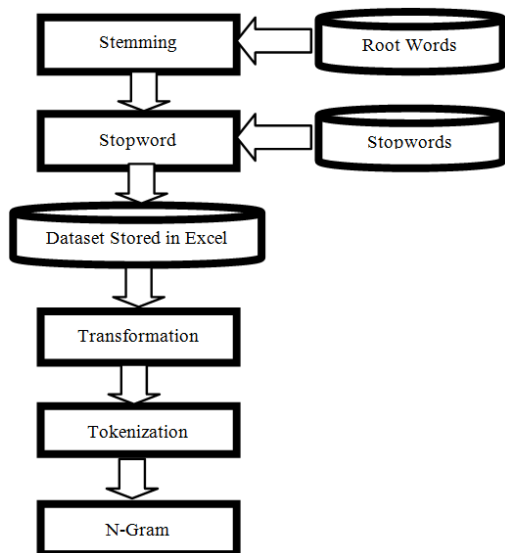 Stemming
Root Words
Stopword
Stopwords
Dataset Stored in Excel
Transformation
Tokenization
N-Gram